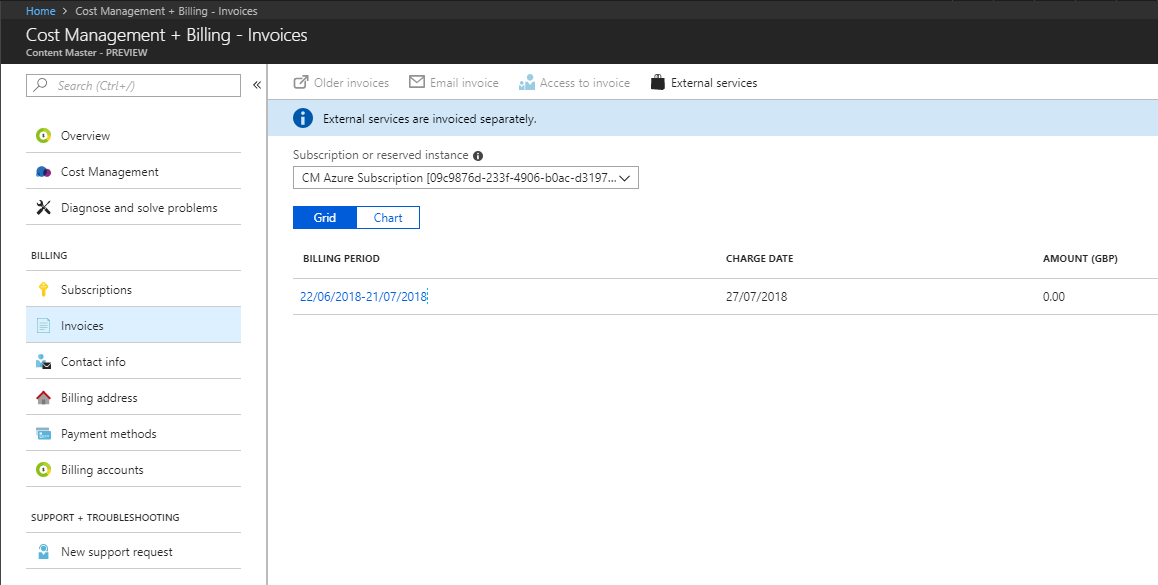 Home > Cost Management + Billing - Invoices
Cost Management + Billing - Invoices
Content Master - PREVIEW
Search (Ctrl+/)
«
Overview
Cost Management
Diagnose and solve problems
BILLING
Subscriptions
Invoices
Contact info
Billing address
Payment methods
Billing accounts
SUPPORT + TROUBLESHOOTING
New support request
Older invoices Email invoice Access to invoice External services
External services are invoiced separately.
Subscription or reserved instance
CM Azure Subscription [09c9876d-233f-4906-b0ac-d3197...
Grid Chart
BILLING PERIOD CHARGE DATE AMOUNT (GBP)
22/06/2018-21/07/2018 27/07/2018 0.00